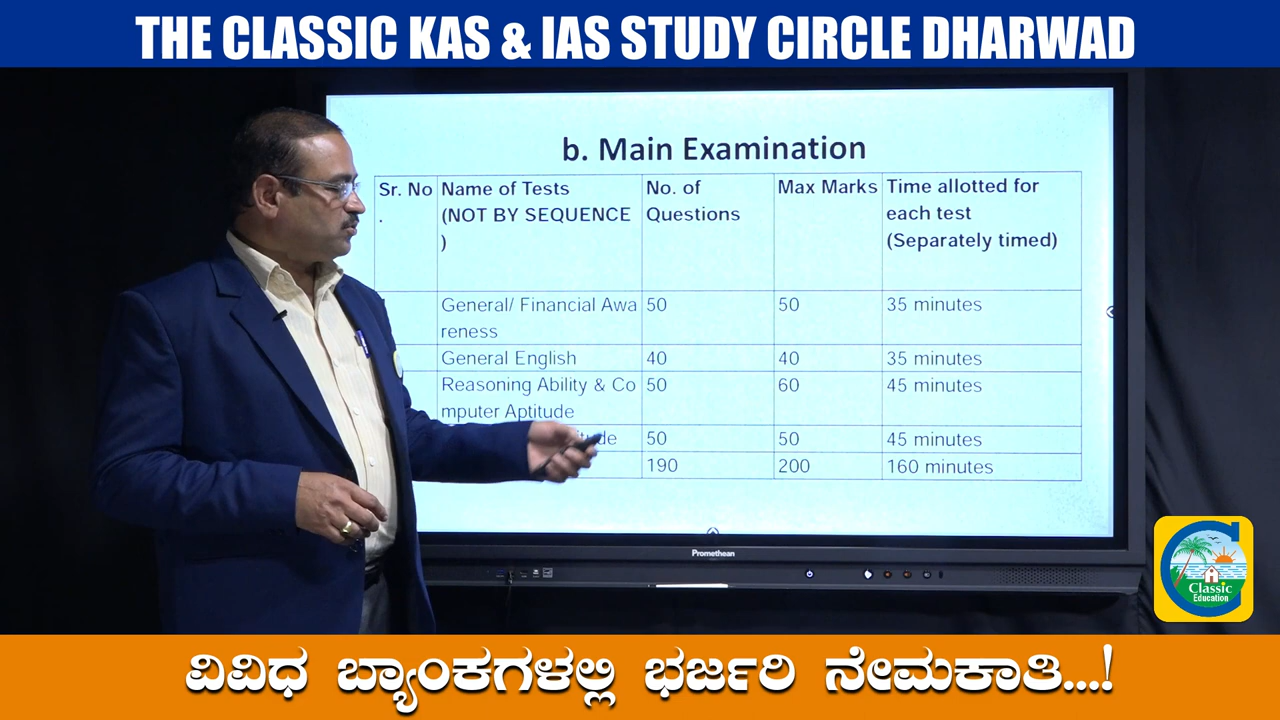 THE CLASSIC KAS & IAS STUDY CIRCLE DHARWAD
b. Main Examination
Sr. No
.
Name of Tests
(NOT BY SEQUENCE
)
No. of
Questions
Max Marks
Time allotted for
each test
(Separately timed)
General/ Financial Awa
reness
50
50
35 minutes
General English
40
40
35 minutes
Reasoning Ability & Co
mputer Aptitude
50
60
45 minutes
50
50
45 minutes
190
200
160 minutes
Promethean
Classic
Education
ವಿವಿಧ ಬ್ಯಾಂಕಗಳಲ್ಲಿ ಭರ್ಜರಿ ನೇಮಕಾತಿ...!